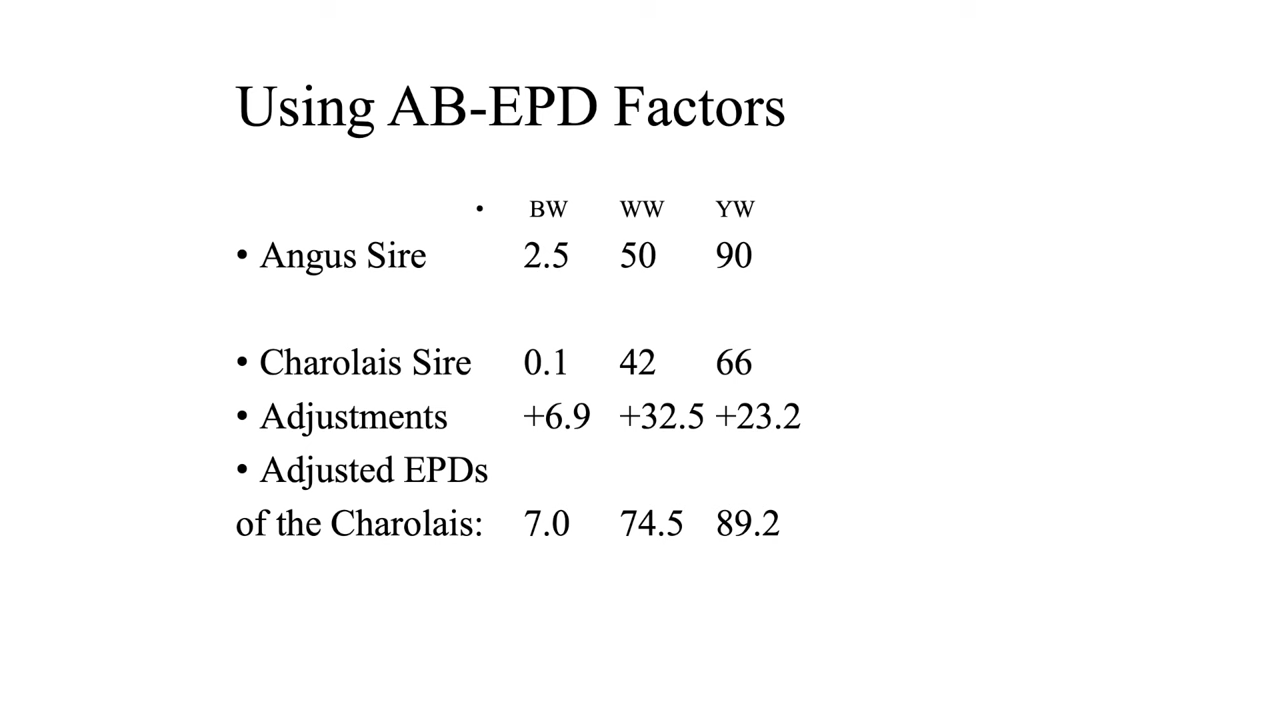 Using AB-EPD Factors
• BW WW YW
• Angus Sire 2.5 50 90
• Charolais Sire 0.1 42 66
• Adjustments +6.9 +32.5 +23.2
• Adjusted EPDs
of the Charolais: 7.0 74.5 89.2